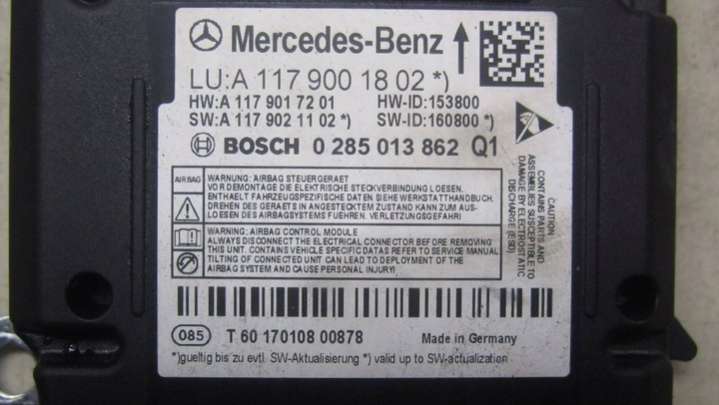 Mercedes-Benz
LU:A 117 900 18 02 *)
HW:A 117 901 72 01 HW-ID:153800
SW:A 117 902 11 02 *) SW-ID:160800 *)
BOSCH 0 285 013 862 Q1
AIRBAG
WARNUNG: AIRBAG STEUERGERAET
VOR DEMONTAGE DIE ELEKTRISCHE STECKVERBINDUNG LOESEN.
ENTHAELT FAHRZEUGSPEZIFISCHE DATEN SIEHE WERKSTATTHANDBUCH
DREHEN DES GERAETS IN ANGESTECKTEM ZUSTAND KANN ZUM AUS-
LOESEN DES AIRBAGSYSTEMS FUEHREN. VERLETZUNGSGEFAHR!
WARNING: AIRBAG CONTROL MODULE
ALWAYS DISCONNECT THE ELECTRICAL CONNECTOR BEFORE REMOVING
THIS UNIT. CONTAINS VEHICLE SPECIFIC DATAS REFER TO SERVICE MANUAL
TILTING OF CONNECTED UNIT CAN LEAD TO DEPLOYMENT OF THE
AIRBAG SYSTEM AND CAUSE PERSONAL INJURY!
CAUTION
CONTAINS PARTS AND
ASSEMBLIES SUSCEPTIBLE TO
DAMAGE BY ELECTROSTATIC
DISCHARGE (ESD)
085 T 60 170108 00878 Made in Germany
*)gueltig bis zu evtl. SW-Aktualisierung *) valid up to SW-actualization